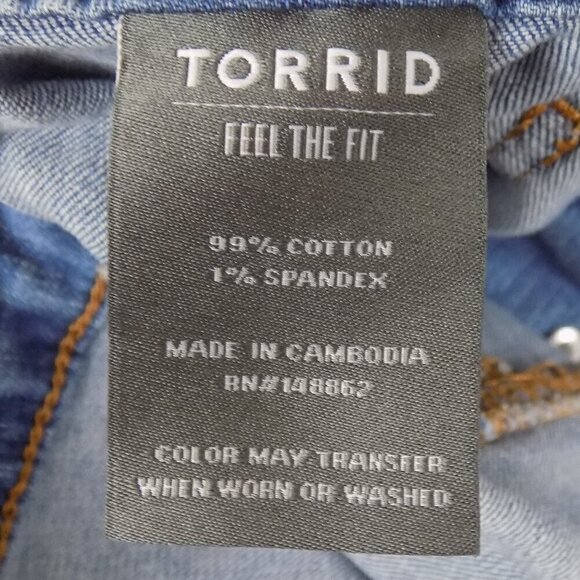 TORRID
FEEL THE FIT
99% COTTON
1% SPANDEX
MADE IN CAMBODIA
RN#148862
COLOR MAY TRANSFER
WHEN WORN OR WASHED